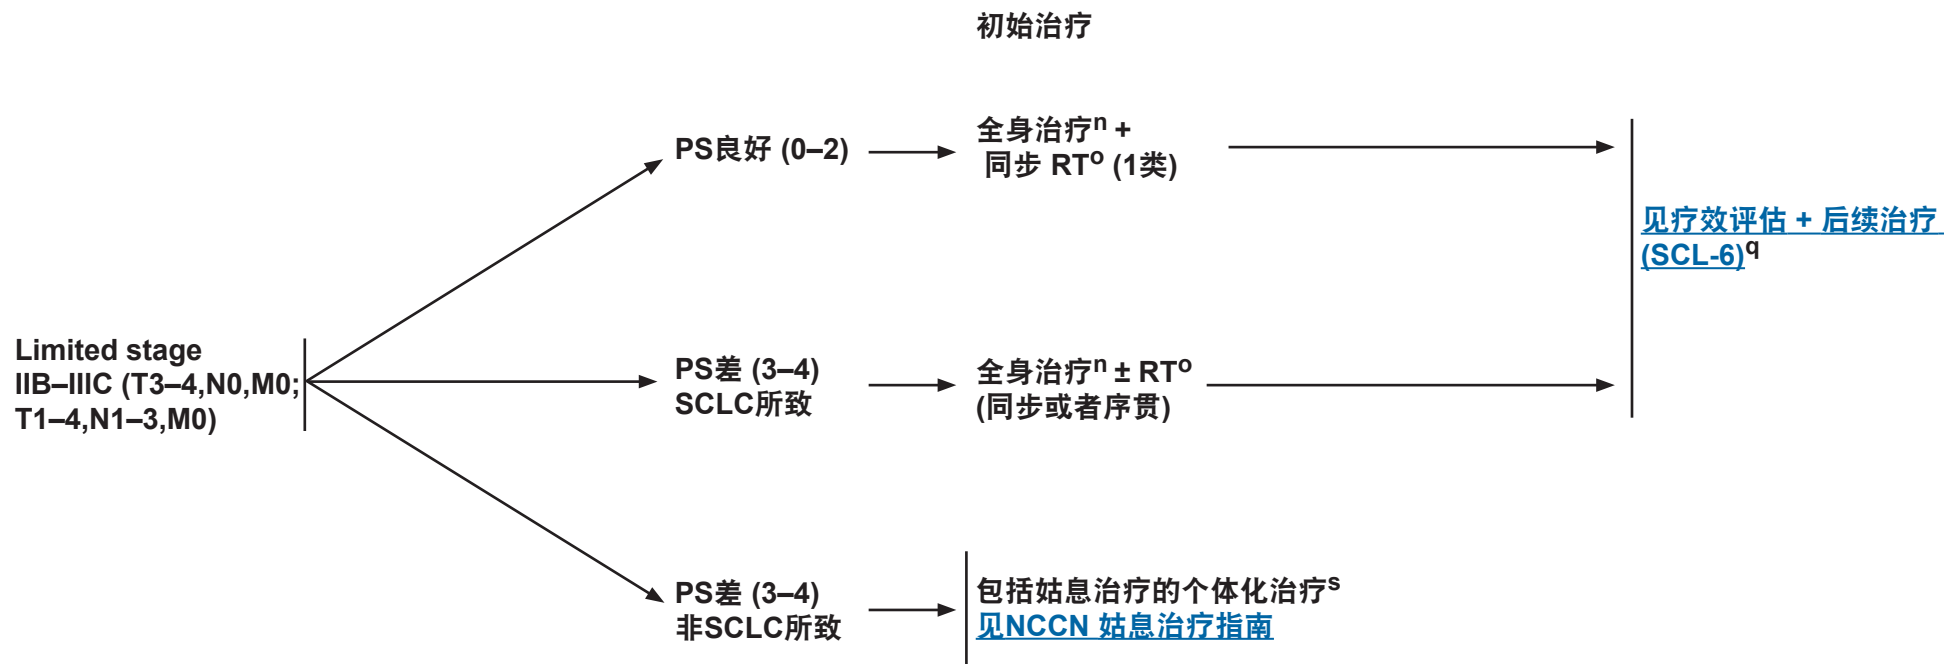 初始治疗
PS良好 (0–2)
全身治疗ⁿ +
同步 RTᵒ (1类)
见疗效评估 + 后续治疗
(SCL-6)q
Limited stage
IIB–IIIC (T3–4,N0,M0;
T1–4,N1–3,M0)
PS差 (3–4)
SCLC所致
全身治疗ⁿ ± RTᵒ
(同步或者序贯)
PS差 (3–4)
非SCLC所致
包括姑息治疗的个体化治疗ˢ
见NCCN 姑息治疗指南